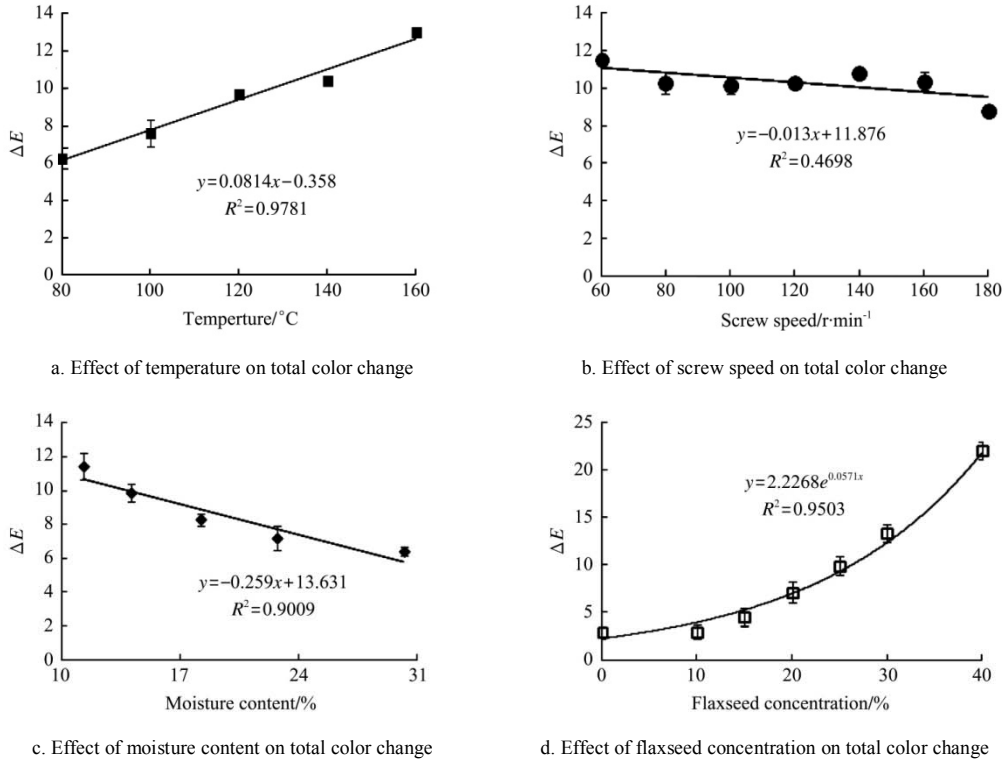 14
12
10
8
6
4
2
0
ΔE
y=0.0814x−0.358
R²=0.9781
80 100 120 140 160
Temperture/°C
a. Effect of temperature on total color change
14
12
10
8
6
4
2
0
ΔE
y=−0.013x+11.876
R²=0.4698
60 80 100 120 140 160 180
Screw speed/r·min⁻¹
b. Effect of screw speed on total color change
14
12
10
8
6
4
2
0
ΔE
y=−0.259x+13.631
R²=0.9009
10 17 24 31
Moisture content/%
c. Effect of moisture content on total color change
25
20
15
10
5
0
ΔE
y=2.2268e⁰·⁰⁵⁷¹ˣ
R²=0.9503
0 10 20 30 40
Flaxseed concentration/%
d. Effect of flaxseed concentration on total color change